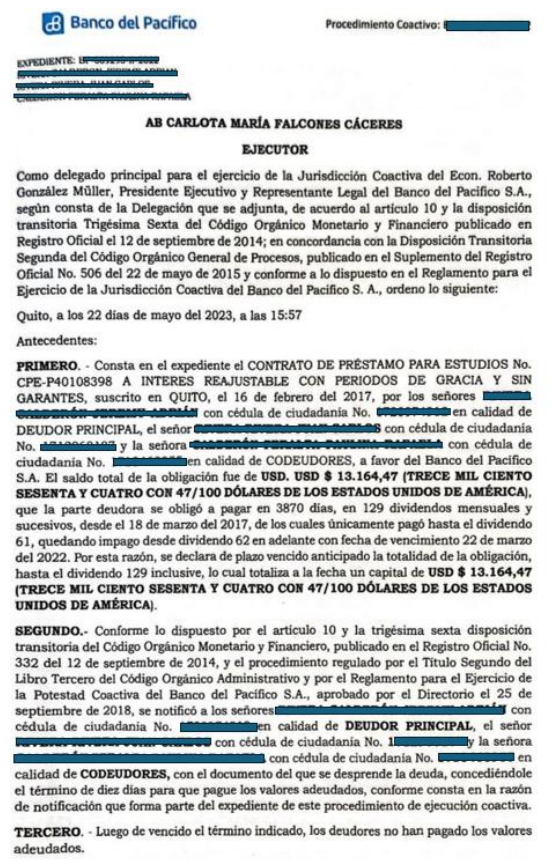 Banco del Pacífico
Procedimiento Coactivo:
EXPEDIENTE:
AB CARLOTA MARÍA FALCONES CÁCERES
EJECUTOR
Como delegado principal para el ejercicio de la Jurisdicción Coactiva del Econ. Roberto
González Müller, Presidente Ejecutivo y Representante Legal del Banco del Pacífico S.A.,
según consta de la Delegación que se adjunta, de acuerdo al artículo 10 y la disposición
transitoria Trigésima Sexta del Código Orgánico Monetario y Financiero publicado en
Registro Oficial el 12 de septiembre de 2014; en concordancia con la Disposición Transitoria
Segunda del Código Orgánico General de Procesos, publicado en el Suplemento del Registro
Oficial No. 506 del 22 de mayo de 2015 y conforme a lo dispuesto en el Reglamento para el
Ejercicio de la Jurisdicción Coactiva del Banco del Pacífico S. A., ordeno lo siguiente:
Quito, a los 22 días de mayo del 2023, a las 15:57
Antecedentes:
PRIMERO. - Consta en el expediente el CONTRATO DE PRÉSTAMO PARA ESTUDIOS No.
CPE-P40108398 A INTERES REAJUSTABLE CON PERIODOS DE GRACIA Y SIN
GARANTES, suscrito en QUITO, el 16 de febrero del 2017, por los señores
con cédula de ciudadanía No. en calidad de
DEUDOR PRINCIPAL, el señor con cédula de ciudadanía
No. y la señora con cédula de
ciudadanía No. en calidad de CODEUDORES, a favor del Banco del Pacífico
S.A. El saldo total de la obligación fue de USD. USD $ 13.164,47 (TRECE MIL CIENTO
SESENTA Y CUATRO CON 47/100 DÓLARES DE LOS ESTADOS UNIDOS DE AMÉRICA),
que la parte deudora se obligó a pagar en 3870 días, en 129 dividendos mensuales y
sucesivos, desde el 18 de marzo del 2017, de los cuales únicamente pagó hasta el dividendo
61, quedando impago desde dividendo 62 en adelante con fecha de vencimiento 22 de marzo
del 2022. Por esta razón, se declara de plazo vencido anticipado la totalidad de la obligación,
hasta el dividendo 129 inclusive, lo cual totaliza a la fecha un capital de USD $ 13.164,47
(TRECE MIL CIENTO SESENTA Y CUATRO CON 47/100 DÓLARES DE LOS ESTADOS
UNIDOS DE AMÉRICA).
SEGUNDO.- Conforme lo dispuesto por el artículo 10 y la trigésima sexta disposición
transitoria del Código Orgánico Monetario y Financiero, publicado en el Registro Oficial No.
332 del 12 de septiembre de 2014, y el procedimiento regulado por el Título Segundo del
Libro Tercero del Código Orgánico Administrativo y por el Reglamento para el Ejercicio de
la Potestad Coactiva del Banco del Pacífico S.A., aprobado por el Directorio el 25 de
septiembre de 2018, se notificó a los señores con
cédula de ciudadanía No. en calidad de DEUDOR PRINCIPAL, el señor
con cédula de ciudadanía No. 1 y la señora
, con cédula de ciudadanía No. en
calidad de CODEUDORES, con el documento del que se desprende la deuda, concediéndole
el término de diez días para que pague los valores adeudados, conforme consta en la razón
de notificación que forma parte del expediente de este procedimiento de ejecución coactiva.
TERCERO. - Luego de vencido el término indicado, los deudores no han pagado los valores
adeudados.